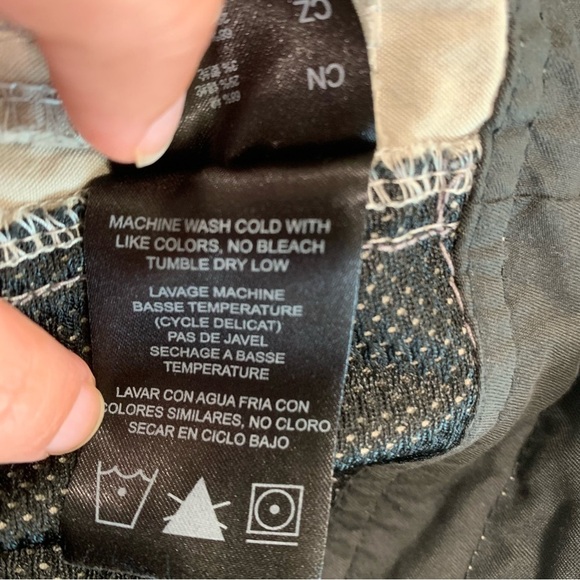 CZ
CN
MACHINE WASH COLD WITH
LIKE COLORS, NO BLEACH
TUMBLE DRY LOW
LAVAGE MACHINE
BASSE TEMPERATURE
(CYCLE DELICAT)
PAS DE JAVEL
SECHAGE A BASSE
TEMPERATURE
LAVAR CON AGUA FRIA CON
COLORES SIMILARES, NO CLORO
SECAR EN CICLO BAJO